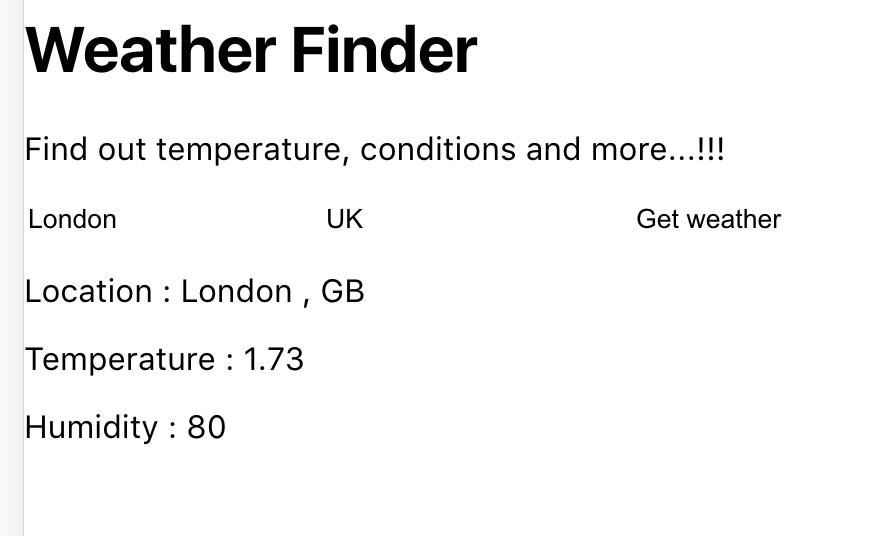 Weather Finder
Find out temperature, conditions and more...!!!
London UK Get weather
Location : London , GB
Temperature : 1.73
Humidity : 80